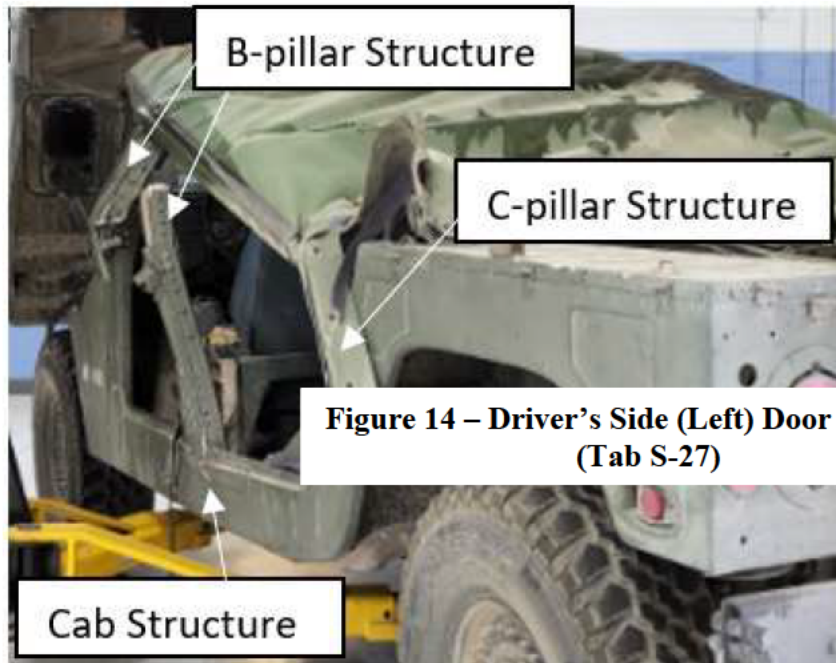 B-pillar Structure
C-pillar Structure
Figure 14 – Driver’s Side (Left) Door
(Tab S-27)
Cab Structure